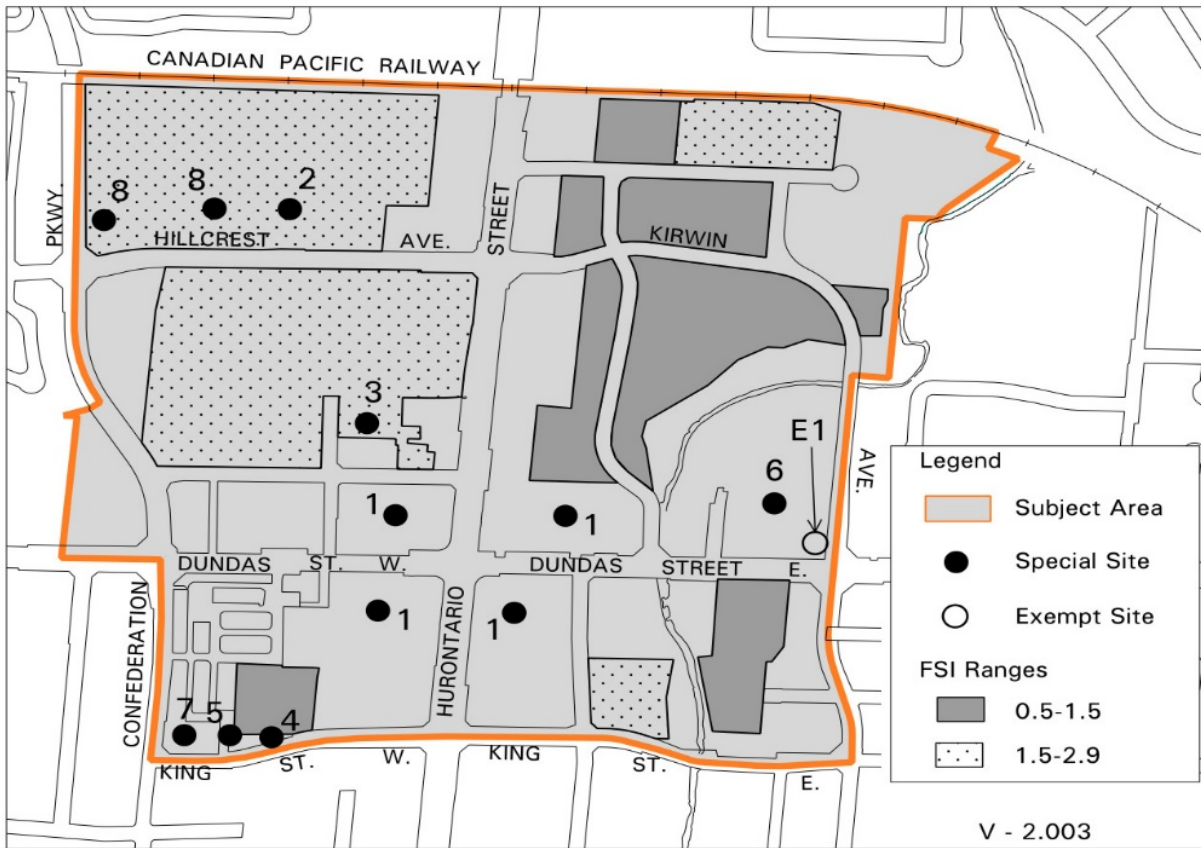 CANADIAN PACIFIC RAILWAY
PKWY.
8
8
2
HILLCREST AVE.
STREET
KIRWIN
3
E1
6
AVE.
1
1
DUNDAS ST. W.
DUNDAS STREET E.
CONFEDERATION
HURONTARIO
1
1
7
5
4
KING ST. W.
KING ST. E.
Legend
Subject Area
Special Site
Exempt Site
FSI Ranges
0.5-1.5
1.5-2.9
V - 2.003